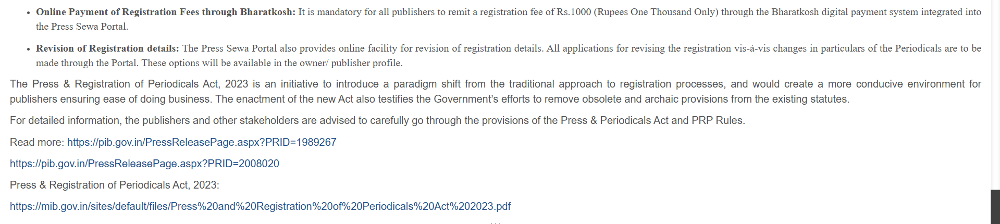 • Online Payment of Registration Fees through Bharatkosh: It is mandatory for all publishers to remit a registration fee of Rs.1000 (Rupees One Thousand Only) through the Bharatkosh digital payment system integrated into
the Press Sewa Portal.
• Revision of Registration details: The Press Sewa Portal also provides online facility for revision of registration details. All applications for revising the registration vis-à-vis changes in particulars of the Periodicals are to be
made through the Portal. These options will be available in the owner/ publisher profile.
The Press & Registration of Periodicals Act, 2023 is an initiative to introduce a paradigm shift from the traditional approach to registration processes, and would create a more conducive environment for
publishers ensuring ease of doing business. The enactment of the new Act also testifies the Government’s efforts to remove obsolete and archaic provisions from the existing statutes.
For detailed information, the publishers and other stakeholders are advised to carefully go through the provisions of the Press & Periodicals Act and PRP Rules.
Read more: https://pib.gov.in/PressReleasePage.aspx?PRID=1989267
https://pib.gov.in/PressReleasePage.aspx?PRID=2008020
Press & Registration of Periodicals Act, 2023:
https://mib.gov.in/sites/default/files/Press%20and%20Registration%20of%20Periodicals%20Act%202023.pdf